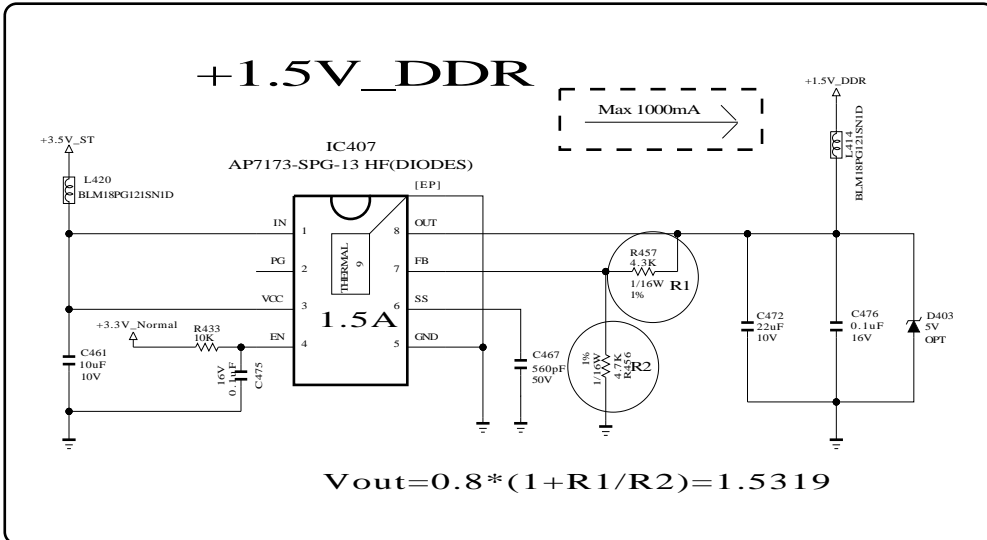 +1.5V_DDR
Max 1000mA
+1.5V_DDR
L414
BLM18PG121SN1D
+3.5V_ST
L420
BLM18PG121SN1D
IC407
AP7173-SPG-13 HF(DIODES)
[EP]
IN
1
PG
2
VCC
3
EN
4
THERMAL
9
1.5A
8
OUT
7
FB
6
SS
5
GND
+3.3V_Normal
R433
10K
C461
10uF
10V
16V
0.1uF
C475
C467
560pF
50V
R457
4.3K
1/16W
1%
R1
1%
1/16W
4.7K
R456
R2
C472
22uF
10V
C476
0.1uF
16V
D403
5V
OPT
Vout=0.8*(1+R1/R2)=1.5319